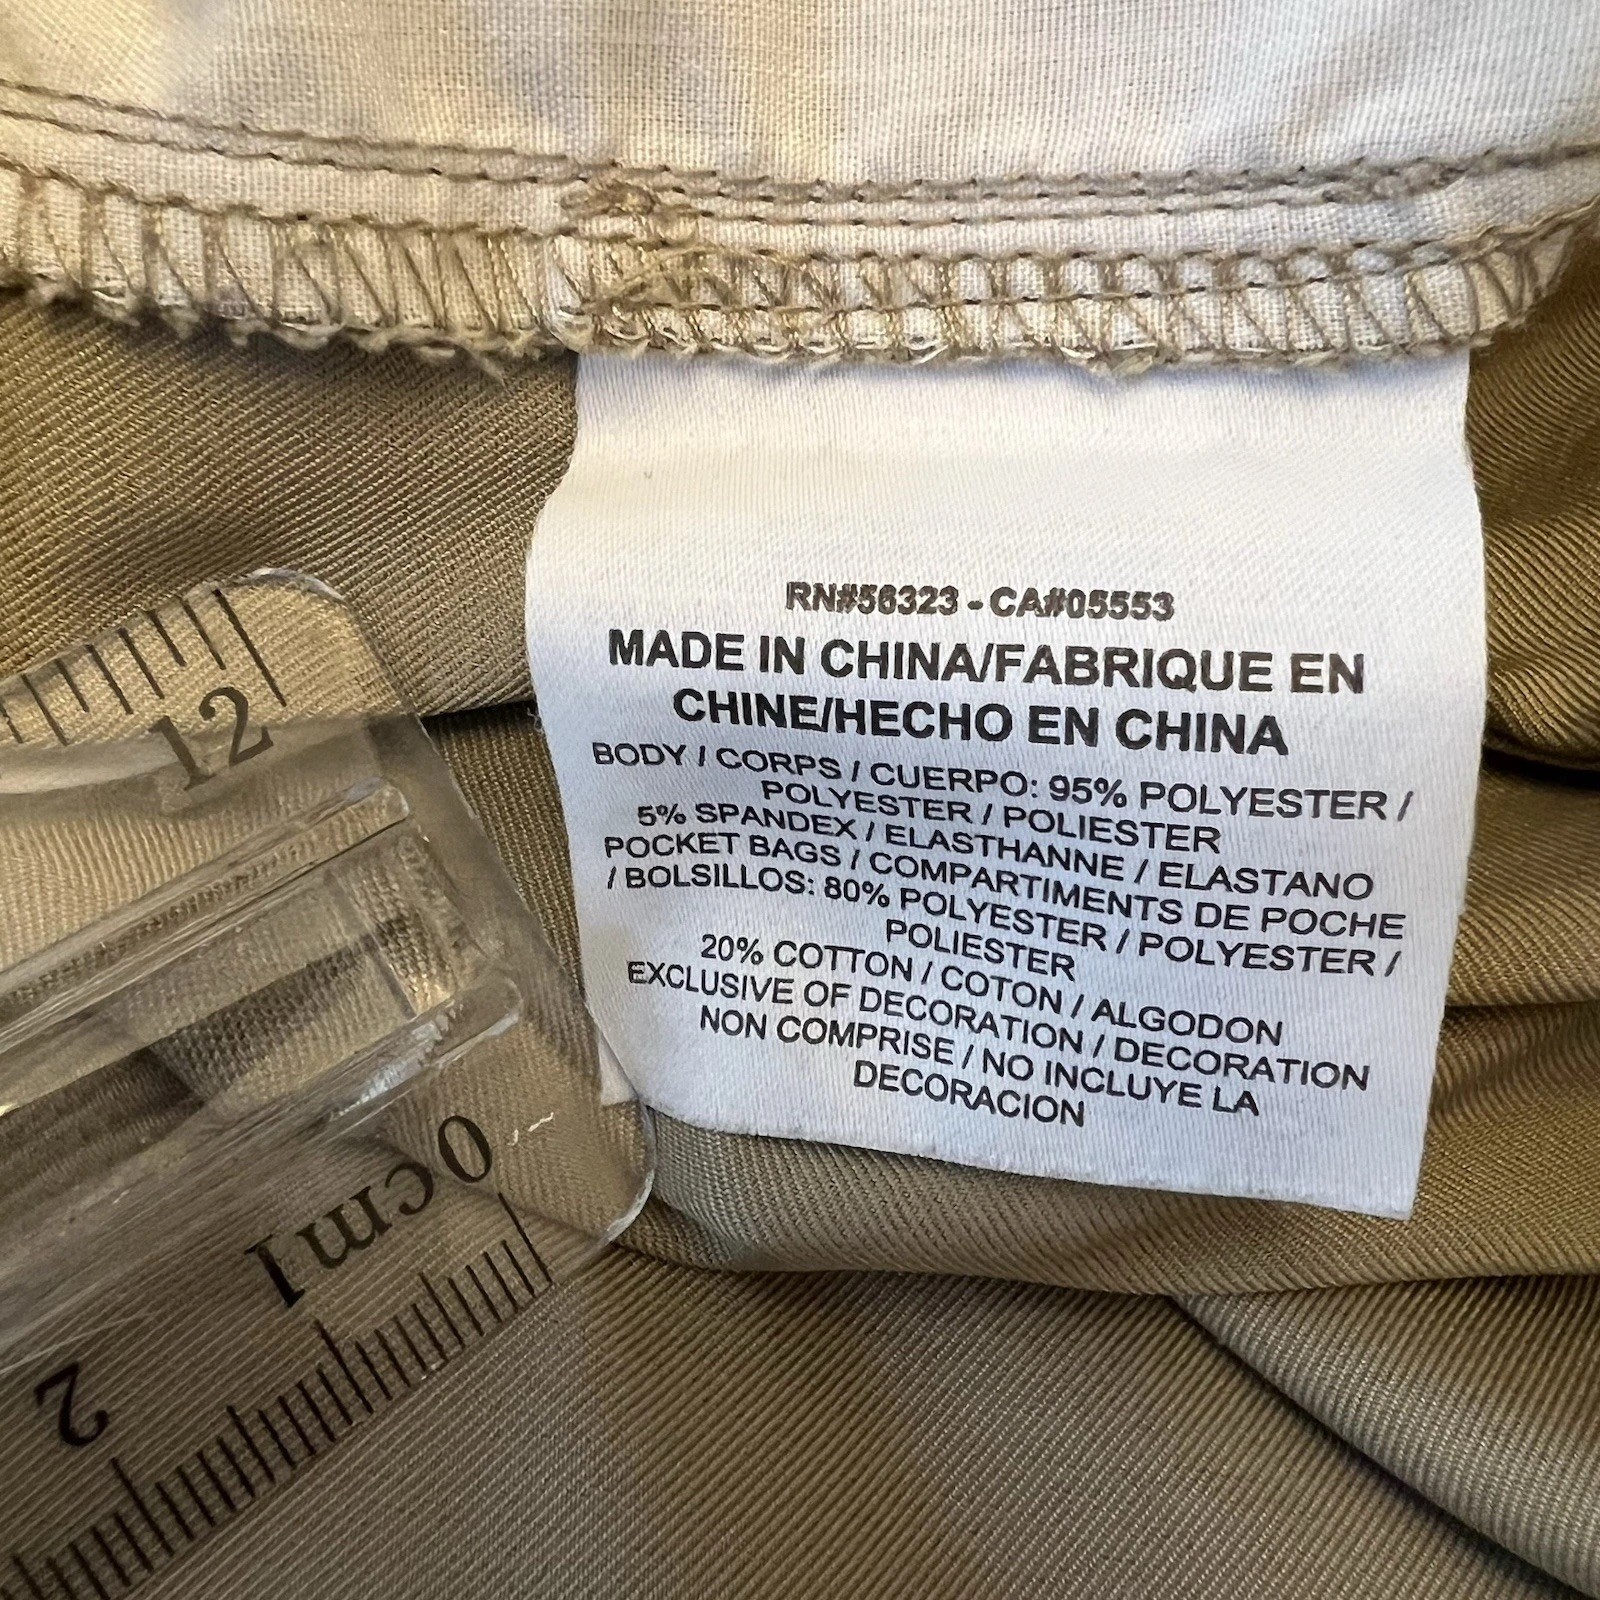 RN#56323 - CA#05553
MADE IN CHINA/FABRIQUE EN
CHINE/HECHO EN CHINA
BODY / CORPS / CUERPO: 95% POLYESTER /
POLYESTER / POLIESTER
5% SPANDEX / ELASTHANNE / ELASTANO
POCKET BAGS / COMPARTIMENTS DE POCHE
/ BOLSILLOS: 80% POLYESTER / POLYESTER /
POLIESTER
20% COTTON / COTON / ALGODON
EXCLUSIVE OF DECORATION / DECORATION
NON COMPRISE / NO INCLUYE LA
DECORACION
12
0cm1
2